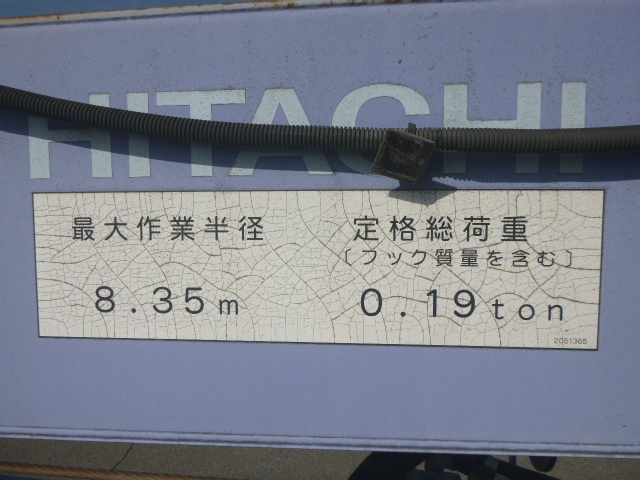 HITACHI
最大作業半径
8.35m
定格総荷重
〔フック質量を含む〕
0.19ton
2051365